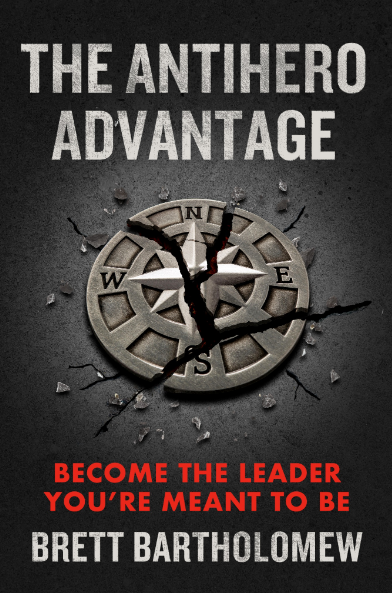 THE ANTIHERO
ADVANTAGE
N
W
E
S
BECOME THE LEADER
YOU'RE MEANT TO BE
BRETT BARTHOLOMEW